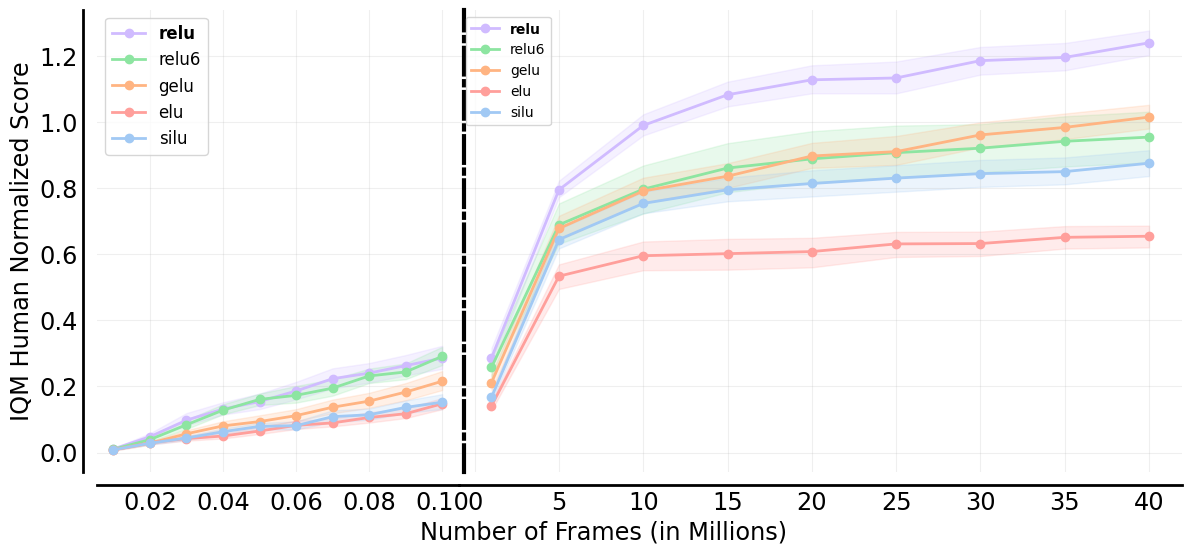 IQM Human Normalized Score
1.2
1.0
0.8
0.6
0.4
0.2
0.0
relu
relu6
gelu
elu
silu
relu
relu6
gelu
elu
silu
0.02 0.04 0.06 0.08 0.10 0 5 10 15 20 25 30 35 40
Number of Frames (in Millions)